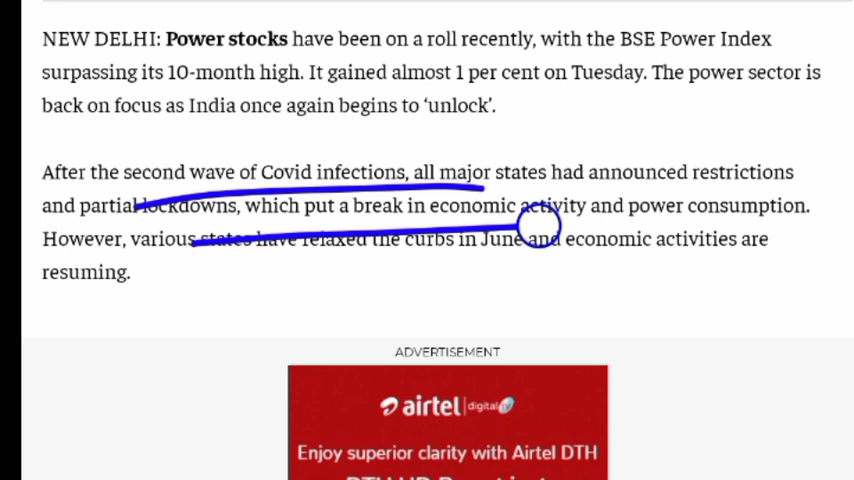 NEW DELHI: Power stocks have been on a roll recently, with the BSE Power Index
surpassing its 10-month high. It gained almost 1 per cent on Tuesday. The power sector is
back on focus as India once again begins to ‘unlock’.
After the second wave of Covid infections, all major states had announced restrictions
and partial lockdowns, which put a break in economic activity and power consumption.
However, various states have relaxed the curbs in June and economic activities are
resuming.
ADVERTISEMENT
airtel digital
Enjoy superior clarity with Airtel DTH